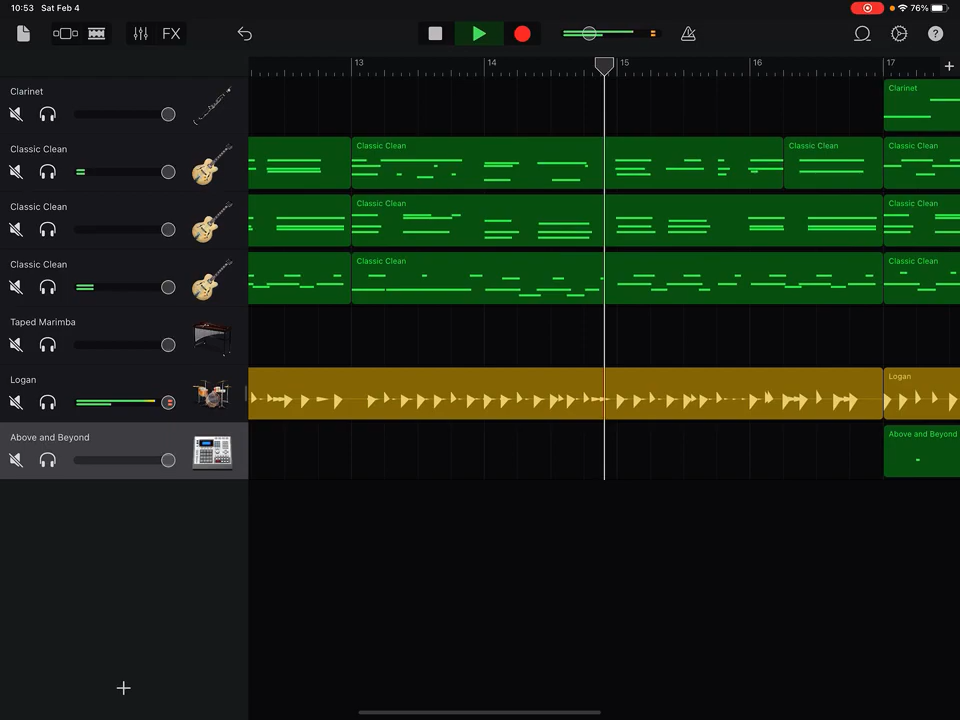 10:53 Sat Feb 4
76%
FX
?
13 14 15 16 17
+
Clarinet
Clarinet
Classic Clean
Classic Clean
Classic Clean
Classic Clean
Classic Clean
Classic Clean
Classic Clean
Classic Clean
Classic Clean
Classic Clean
Taped Marimba
Logan
Logan
Above and Beyond
Above and Beyond
+